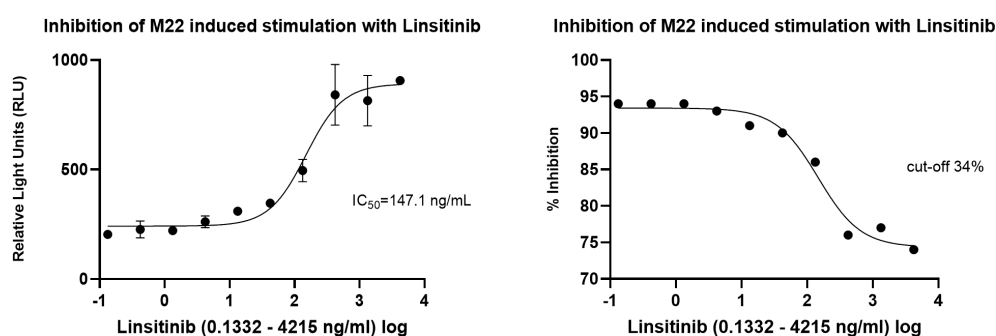 Inhibition of M22 induced stimulation with Linsitinib
Relative Light Units (RLU)
1000
500
0
-1 0 1 2 3 4
IC50=147.1 ng/mL
Linsitinib (0.1332 - 4215 ng/ml) log
Inhibition of M22 induced stimulation with Linsitinib
% Inhibition
100
95
90
85
80
75
70
-1 0 1 2 3 4
cut-off 34%
Linsitinib (0.1332 - 4215 ng/ml) log